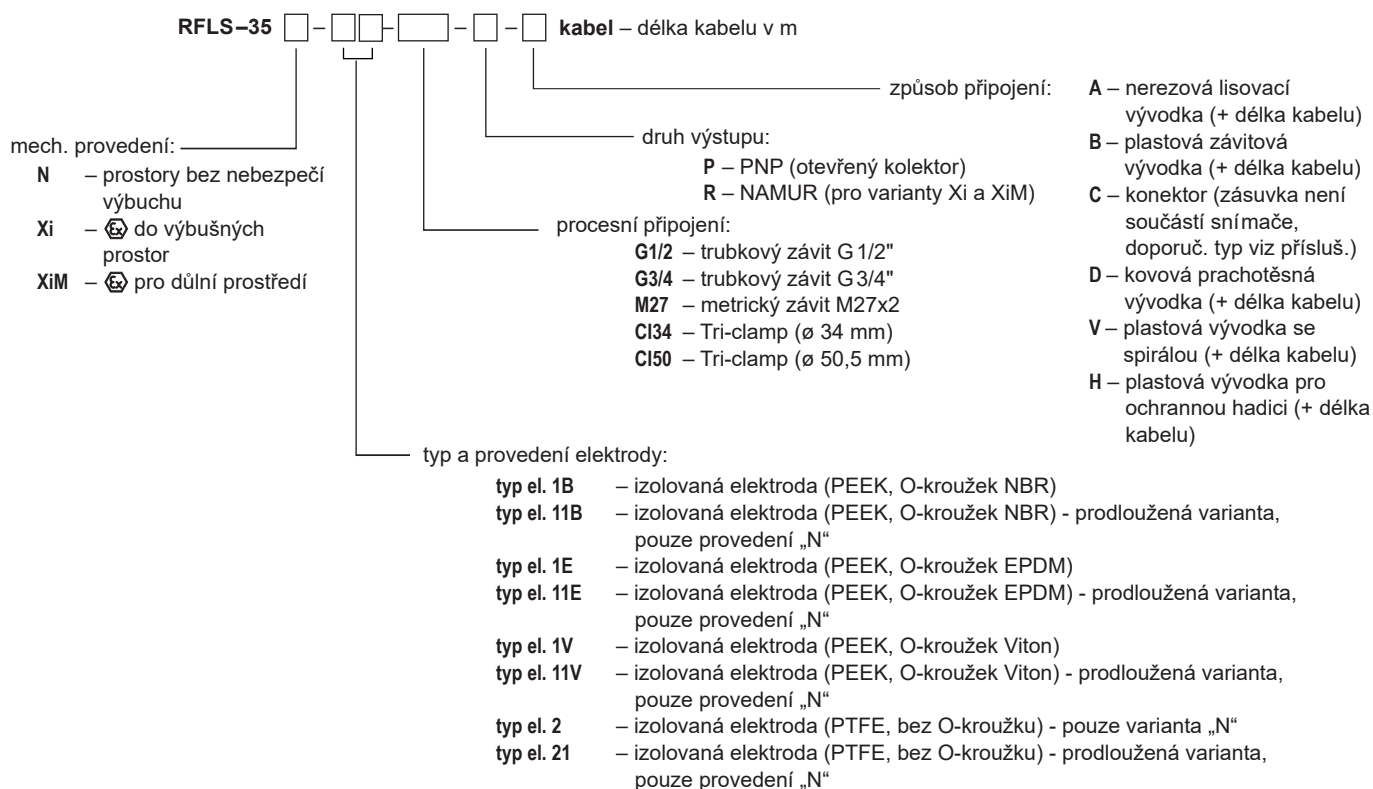 RFLS–35 – – – – kabel – délka kabelu v m
způsob připojení:
A – nerezová lisovací
vývodka (+ délka kabelu)
B – plastová závitová
vývodka (+ délka kabelu)
C – konektor (zásuvka není
součástí snímače,
doporuč. typ viz přísluš.)
D – kovová prachotěsná
vývodka (+ délka kabelu)
V – plastová vývodka se
spirálou (+ délka kabelu)
H – plastová vývodka pro
ochrannou hadici (+ délka
kabelu)
druh výstupu:
P – PNP (otevřený kolektor)
R – NAMUR (pro varianty Xi a XiM)
mech. provedení:
N – prostory bez nebezpečí
výbuchu
Xi – Ex do výbušných
prostor
XiM – Ex pro důlní prostředí
procesní připojení:
G1/2 – trubkový závit G 1/2"
G3/4 – trubkový závit G 3/4"
M27 – metrický závit M27x2
Cl34 – Tri-clamp (ø 34 mm)
Cl50 – Tri-clamp (ø 50,5 mm)
typ a provedení elektrody:
typ el. 1B – izolovaná elektroda (PEEK, O-kroužek NBR)
typ el. 11B – izolovaná elektroda (PEEK, O-kroužek NBR) - prodloužená varianta,
pouze provedení „N“
typ el. 1E – izolovaná elektroda (PEEK, O-kroužek EPDM)
typ el. 11E – izolovaná elektroda (PEEK, O-kroužek EPDM) - prodloužená varianta,
pouze provedení „N“
typ el. 1V – izolovaná elektroda (PEEK, O-kroužek Viton)
typ el. 11V – izolovaná elektroda (PEEK, O-kroužek Viton) - prodloužená varianta,
pouze provedení „N“
typ el. 2 – izolovaná elektroda (PTFE, bez O-kroužku) - pouze varianta „N“
typ el. 21 – izolovaná elektroda (PTFE, bez O-kroužku) - prodloužená varianta,
pouze provedení „N“